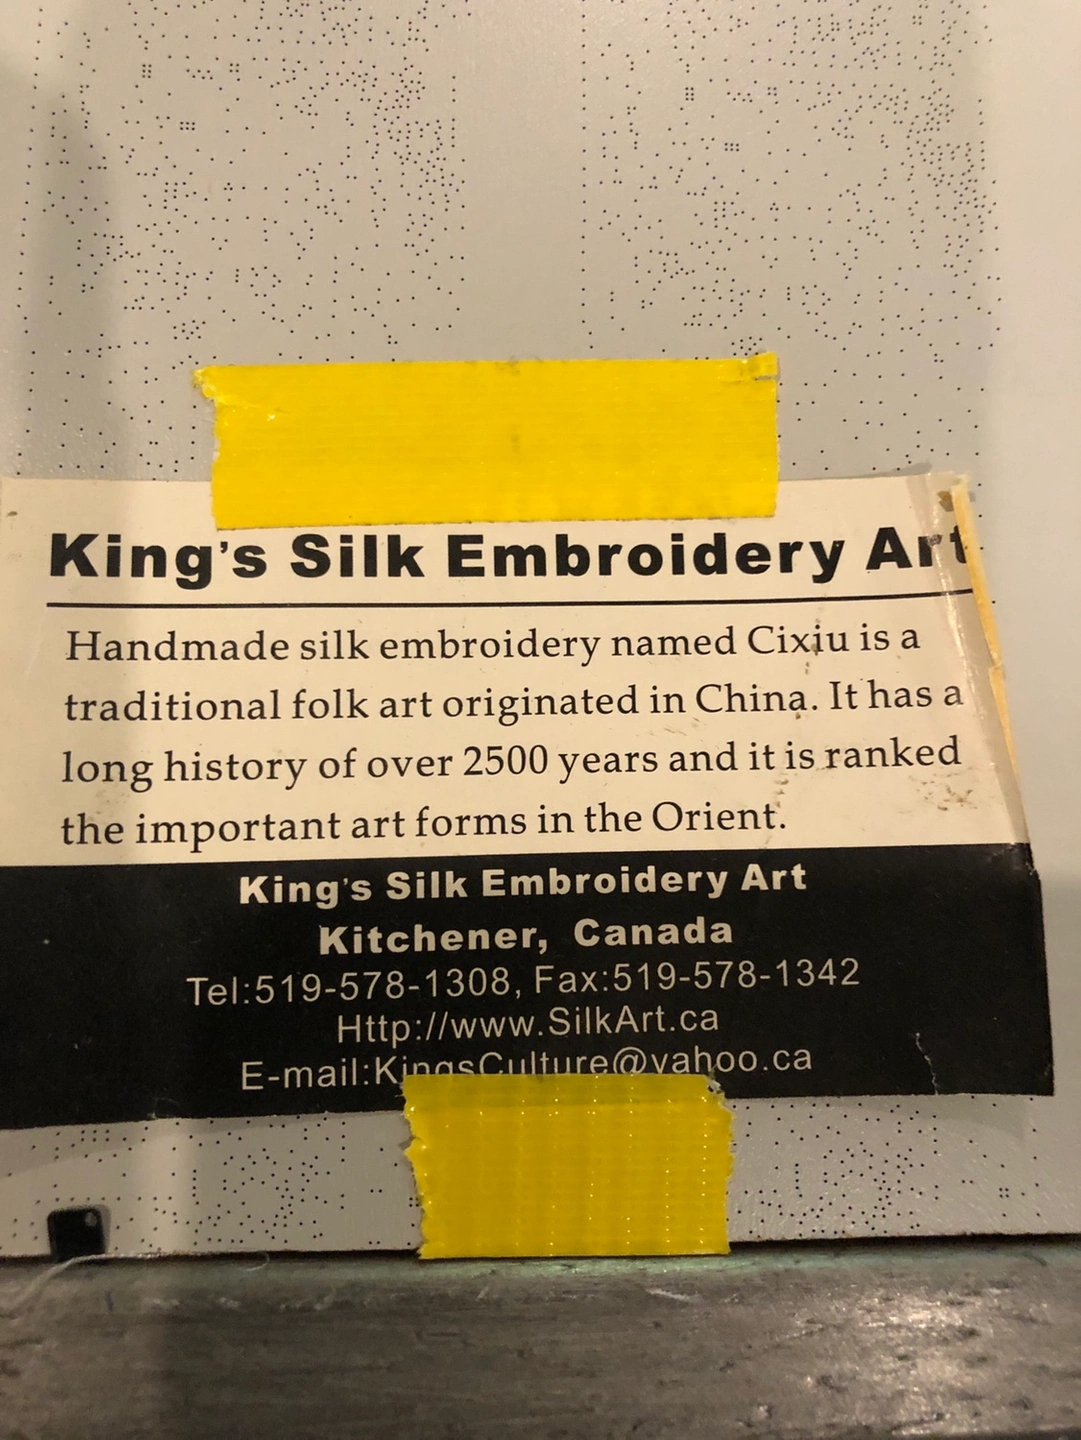 King's Silk Embroidery Art
Handmade silk embroidery named Cixiu is a
traditional folk art originated in China. It has a
long history of over 2500 years and it is ranked
the important art forms in the Orient.
King's Silk Embroidery Art
Kitchener, Canada
Tel:519-578-1308, Fax:519-578-1342
Http://www.SilkArt.ca
E-mail:KingsCulture@yahoo.ca